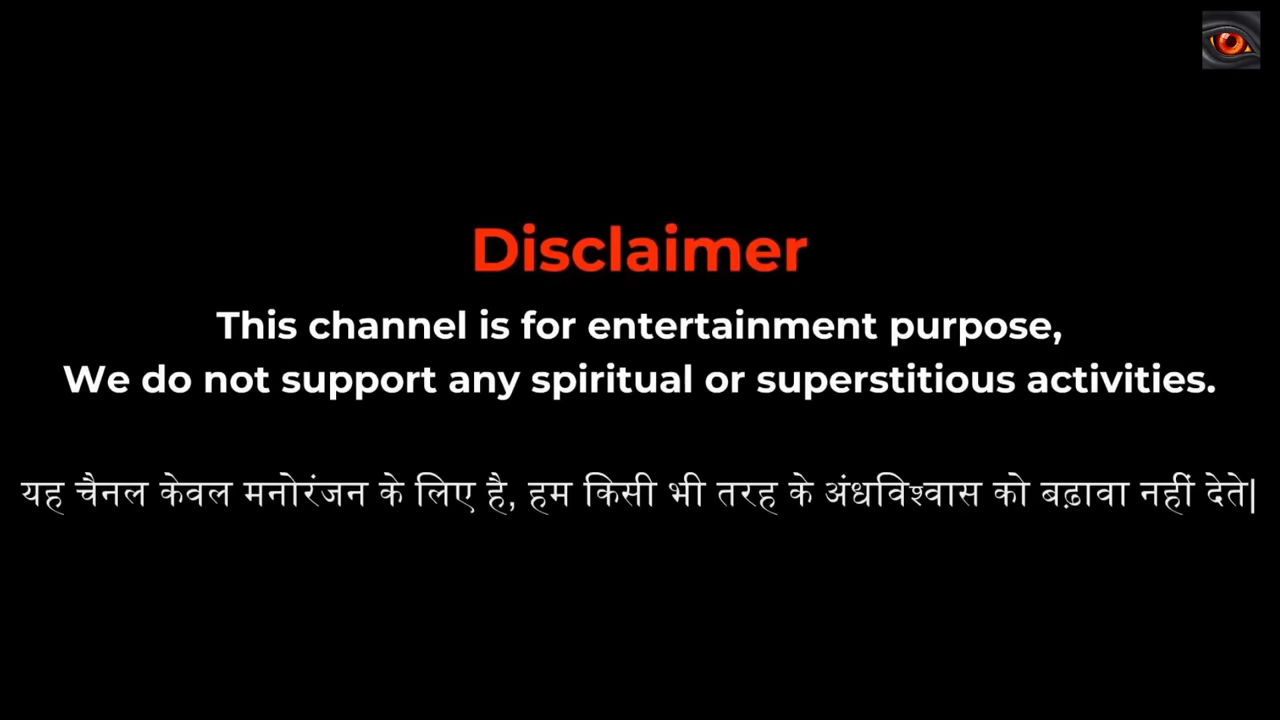 Disclaimer
This channel is for entertainment purpose,
We do not support any spiritual or superstitious activities.
यह चैनल केवल मनोरंजन के लिए है, हम किसी भी तरह के अंधविश्वास को बढ़ावा नहीं देते|